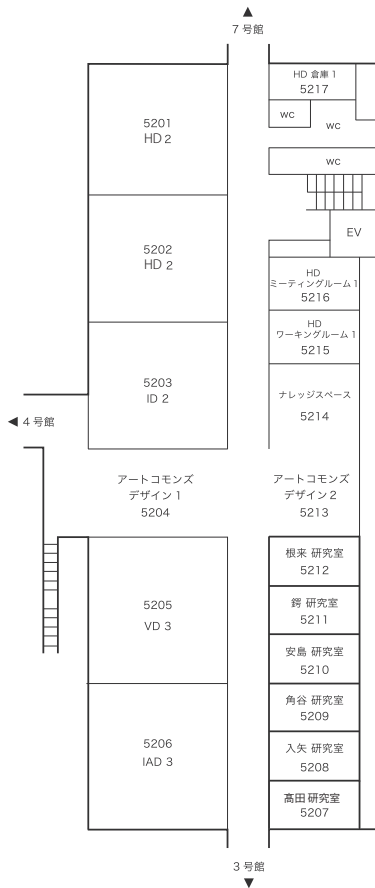 ▲
7 号館
HD 倉庫 1
5217
WC
WC
WC
EV
5201
HD 2
5202
HD 2
HD
ミーティングルーム 1
5216
HD
ワーキングルーム 1
5215
5203
ID 2
ナレッジスペース
5214
◀ 4 号館
アートコモンズ
デザイン 1
5204
アートコモンズ
デザイン 2
5213
根来 研究室
5212
鍔 研究室
5211
安島 研究室
5210
角谷 研究室
5209
入矢 研究室
5208
髙田 研究室
5207
5205
VD 3
5206
IAD 3
3 号館
▼